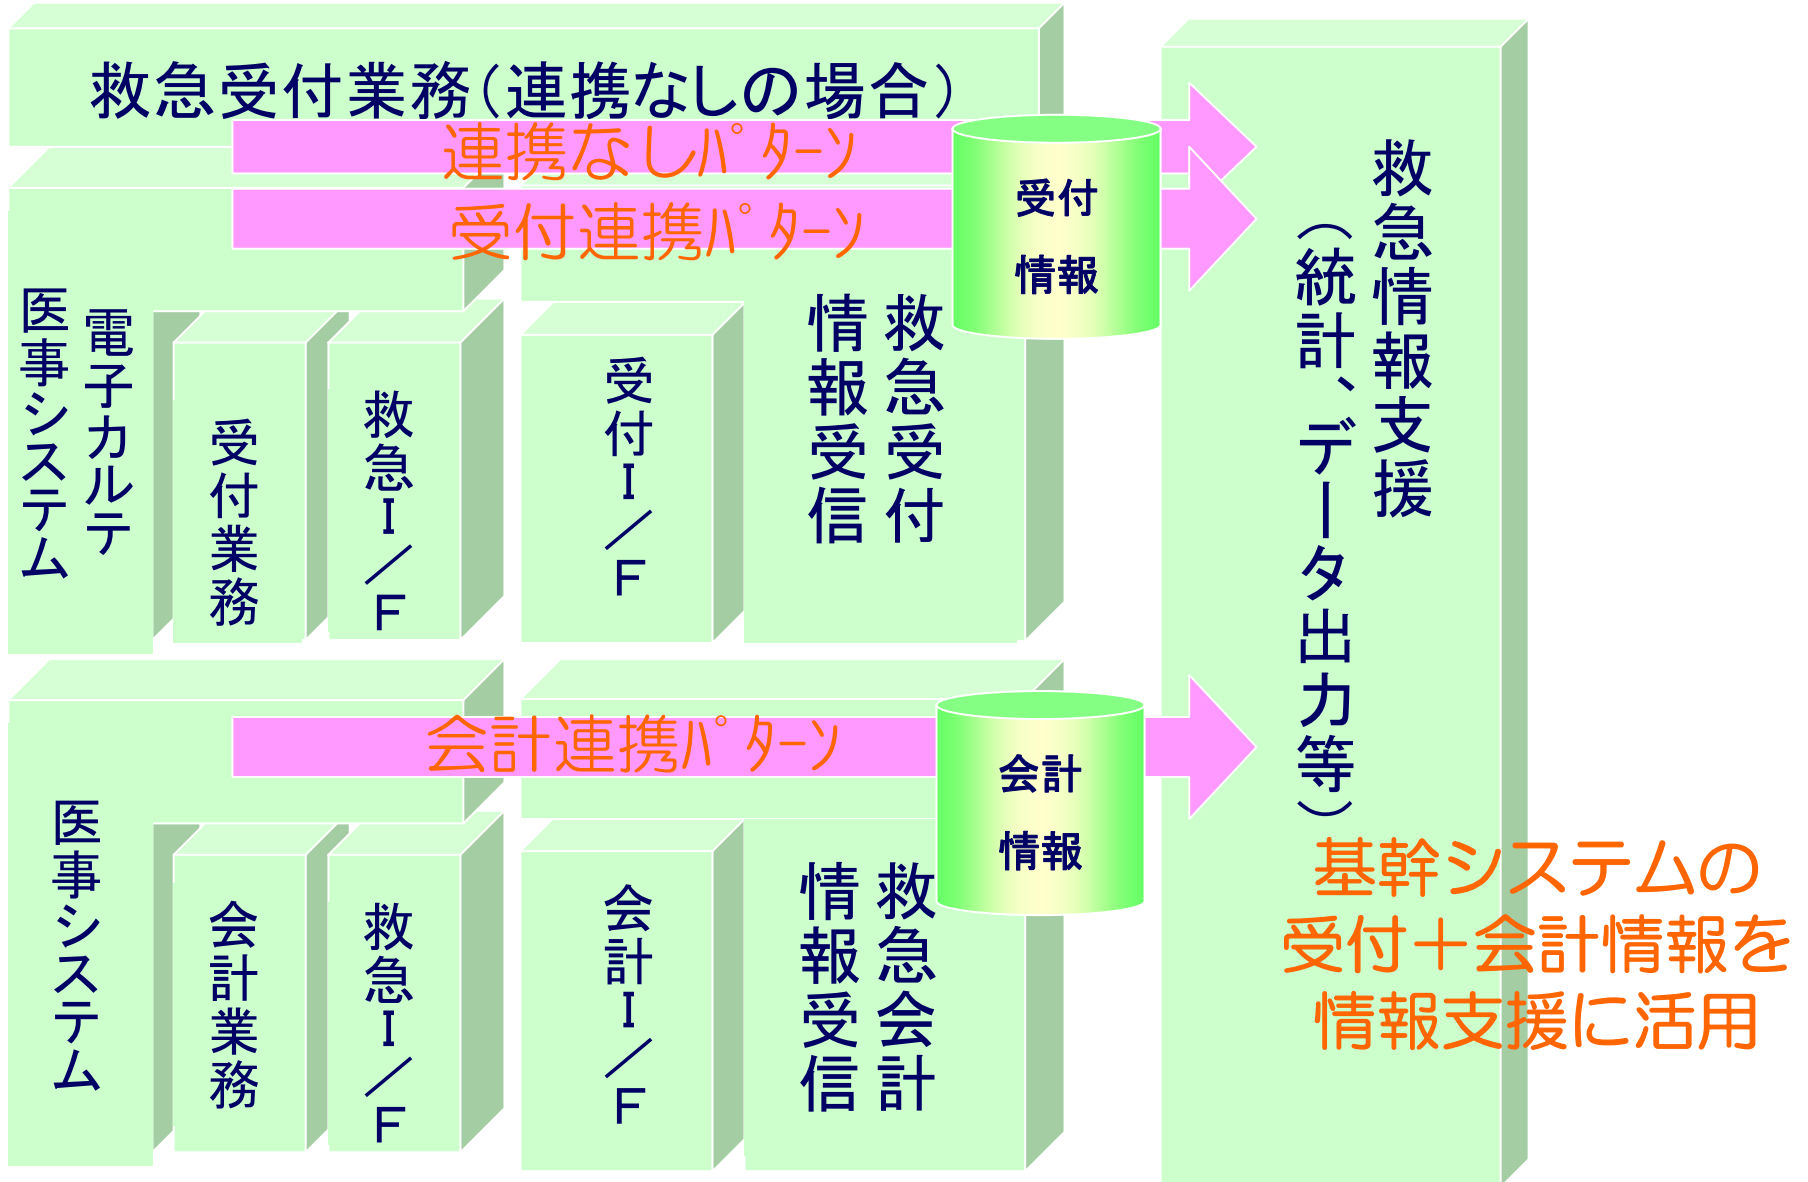 救急受付業務（連携なしの場合）
連携なしﾊﾟﾀｰﾝ
受付連携ﾊﾟﾀｰﾝ
受付
情報
電子カルテ
医事システム
受付業務
救急Ｉ／Ｆ
受付Ｉ／Ｆ
救急受付
情報受信
会計連携ﾊﾟﾀｰﾝ
会計
情報
医事システム
会計業務
救急Ｉ／Ｆ
会計Ｉ／Ｆ
救急会計
情報受信
救急情報支援
（統計、データ出力等）
基幹システムの
受付＋会計情報を
情報支援に活用